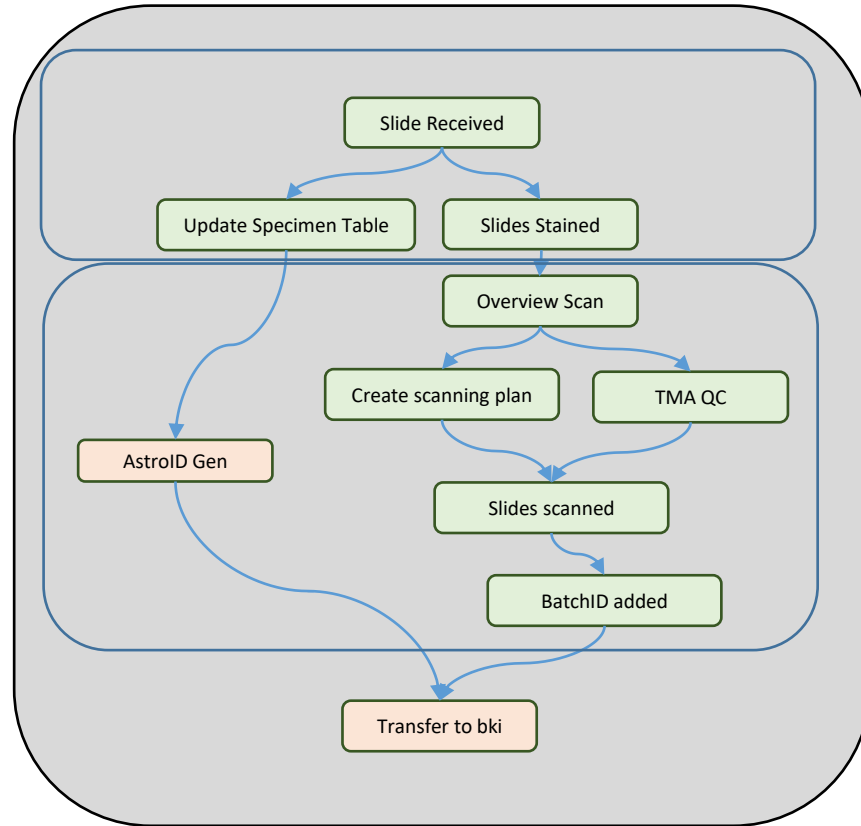 Slide Received
Update Specimen Table
Slides Stained
Overview Scan
Create scanning plan
TMA QC
AstroID Gen
Slides scanned
BatchID added
Transfer to bki